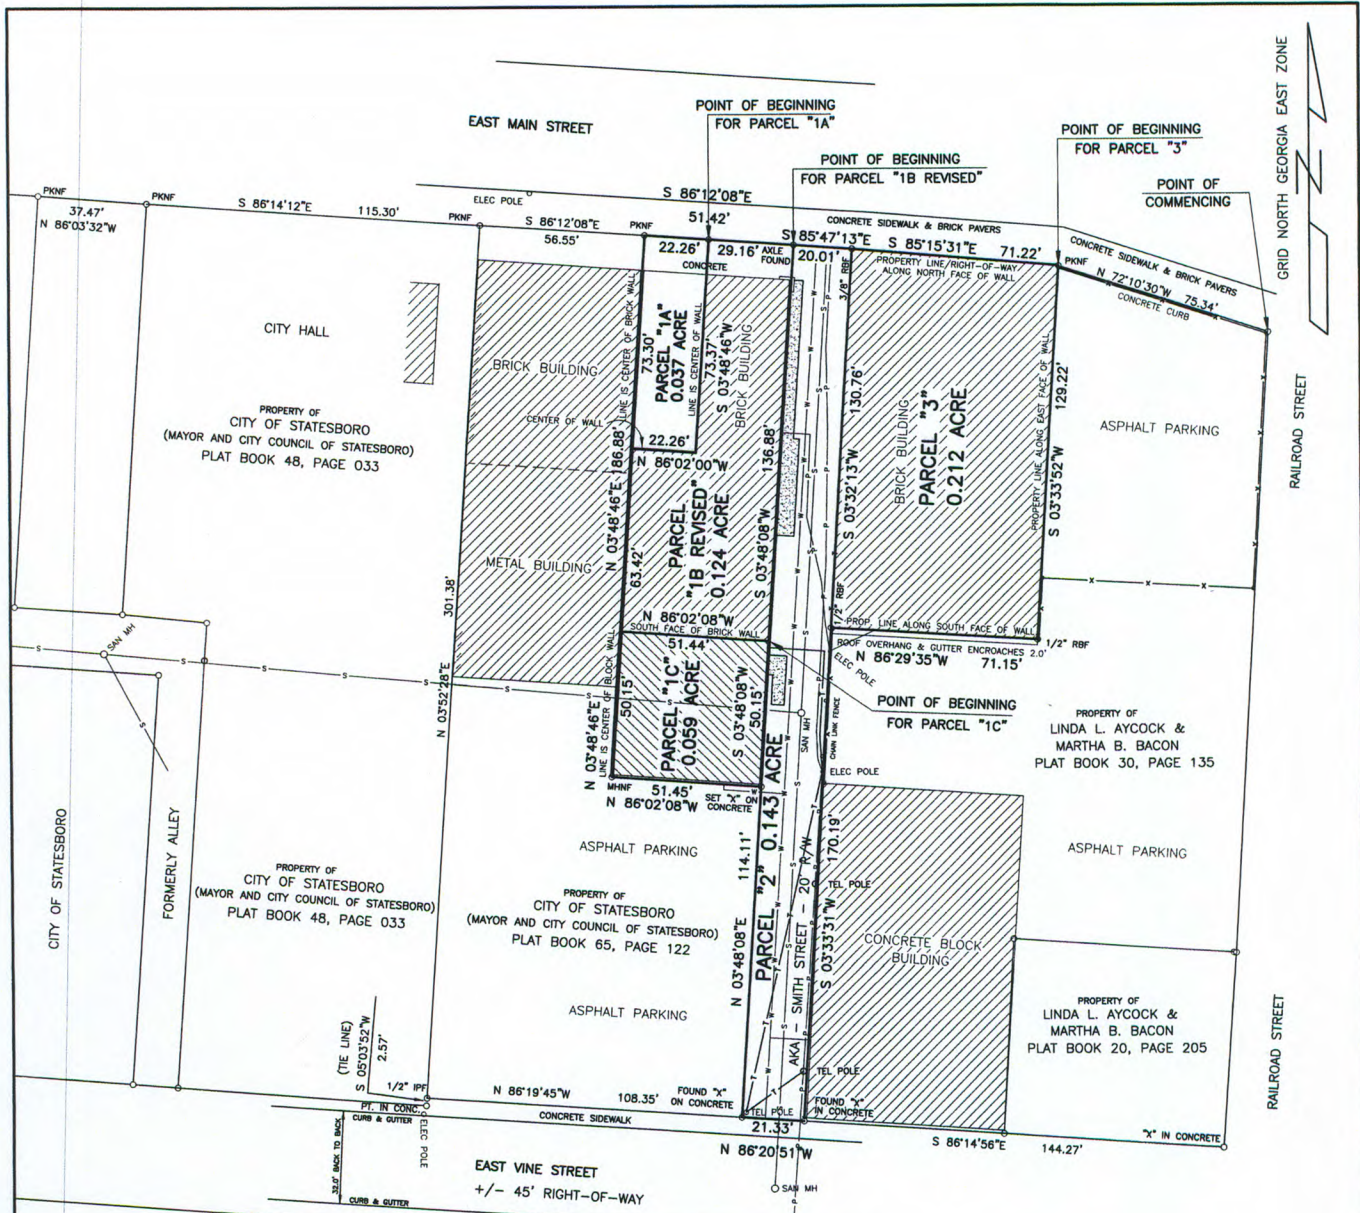 EAST MAIN STREET
POINT OF BEGINNING
FOR PARCEL "1A"
POINT OF BEGINNING
FOR PARCEL "1B REVISED"
POINT OF BEGINNING
FOR PARCEL "3"
POINT OF
COMMENCING
GRID NORTH GEORGIA EAST ZONE
N
PKNF
37.47'
N 86°03'32"W
PKNF
S 86°14'12"E
115.30'
PKNF
ELEC POLE
S 86°12'08"E
56.55'
PKNF
S 86°12'08"E
51.42'
22.26'
29.16'
AXLE
FOUND
CONCRETE
S 85°47'13"E
20.01'
CONCRETE SIDEWALK & BRICK PAVERS
S 85°15'31"E
71.22'
PROPERTY LINE/RIGHT-OF-WAY
ALONG NORTH FACE OF WALL
3/8" RBF
PKNF
CONCRETE SIDEWALK & BRICK PAVERS
N 72°10'30"W
75.34'
CONCRETE CURB
RAILROAD STREET
CITY HALL
PROPERTY OF
CITY OF STATESBORO
(MAYOR AND CITY COUNCIL OF STATESBORO)
PLAT BOOK 48, PAGE 033
BRICK BUILDING
CENTER OF WALL
METAL BUILDING
LINE IS CENTER OF BRICK WALL
73.30'
PARCEL "1A"
0.037 ACRE
LINE IS CENTER OF WALL
73.37'
S 03°48'46"W
BRICK BUILDING
22.26'
N 86°02'00"W
N 03°48'46"E
186.88'
63.42'
PARCEL
"1B REVISED"
0.124 ACRE
S 03°48'08"W
136.88'
S 03°32'13"W
130.76'
BRICK BUILDING
PARCEL "3"
0.212 ACRE
PROPERTY LINE ALONG EAST FACE OF WALL
S 03°33'52"W
129.22'
ASPHALT PARKING
N 86°02'08"W
SOUTH FACE OF BRICK WALL
51.44'
1/2" RBF
PROP. LINE ALONG SOUTH FACE OF WALL
1/2" RBF
ROOF OVERHANG & GUTTER ENCROACHES 2.0'
N 86°29'35"W
71.15'
ELEC POLE
POINT OF BEGINNING
FOR PARCEL "1C"
SAN MH
301.38'
N 03°52'28"E
N 03°48'46"E
LINE IS CENTER OF BLOCK WALL
50.15'
PARCEL "1C"
0.059 ACRE
S 03°48'08"W
50.15'
SAN MH
CHAIN LINK FENCE
ELEC POLE
MHNF
51.45'
N 86°02'08"W
SET "X" ON
CONCRETE
PROPERTY OF
LINDA L. AYCOCK &
MARTHA B. BACON
PLAT BOOK 30, PAGE 135
ASPHALT PARKING
CITY OF STATESBORO
FORMERLY ALLEY
PROPERTY OF
CITY OF STATESBORO
(MAYOR AND CITY COUNCIL OF STATESBORO)
PLAT BOOK 48, PAGE 033
ASPHALT PARKING
PROPERTY OF
CITY OF STATESBORO
(MAYOR AND CITY COUNCIL OF STATESBORO)
PLAT BOOK 65, PAGE 122
ASPHALT PARKING
114.11'
N 03°48'08"E
PARCEL "2" 0.143 ACRE
AKA - SMITH STREET - 20' R/W
170.19'
S 03°33'31"W
TEL POLE
CONCRETE BLOCK
BUILDING
PROPERTY OF
LINDA L. AYCOCK &
MARTHA B. BACON
PLAT BOOK 20, PAGE 205
RAILROAD STREET
(TIE LINE)
S 05°03'52"W
2.57'
1/2" IPF
PT. IN CONC.
CURB & GUTTER
ELEC POLE
N 86°19'45"W
108.35'
CONCRETE SIDEWALK
FOUND "X"
ON CONCRETE
TEL POLE
TEL POLE
FOUND "X"
IN CONCRETE
21.33'
N 86°20'51"W
S 86°14'56"E
144.27'
"X" IN CONCRETE
32.0' BACK TO BACK
EAST VINE STREET
+/- 45' RIGHT-OF-WAY
CURB & GUTTER
SAN MH